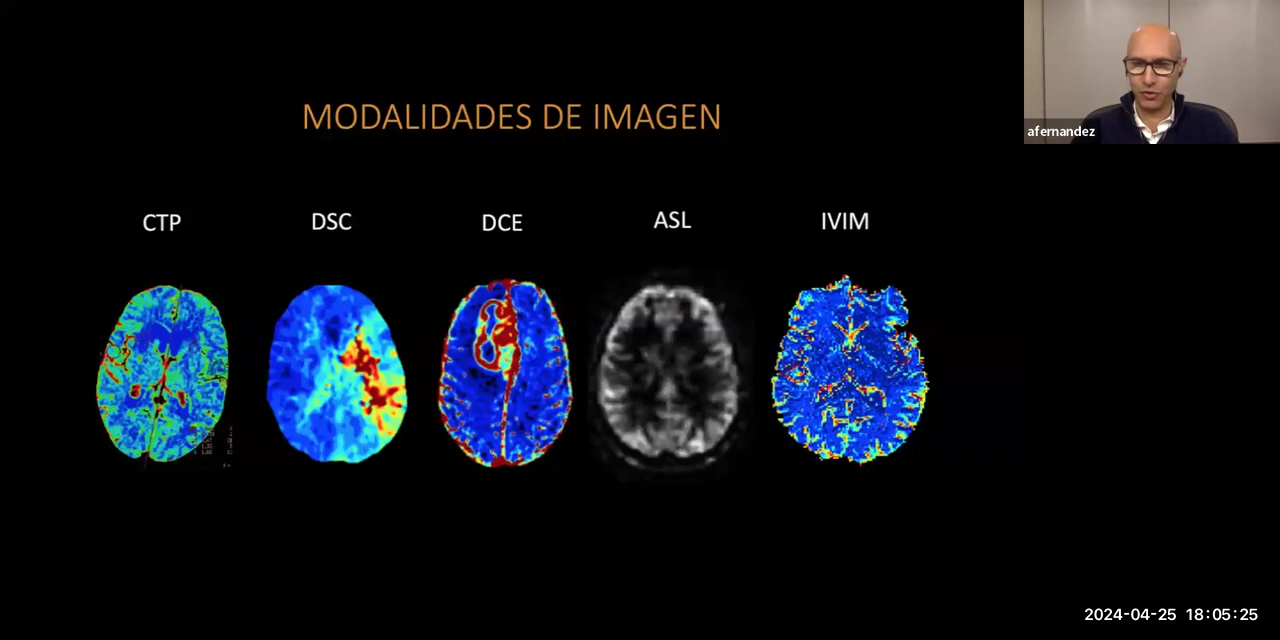 MODALIDADES DE IMAGEN
CTP DSC DCE ASL IVIM
afernandez
2024-04-25 18:05:25